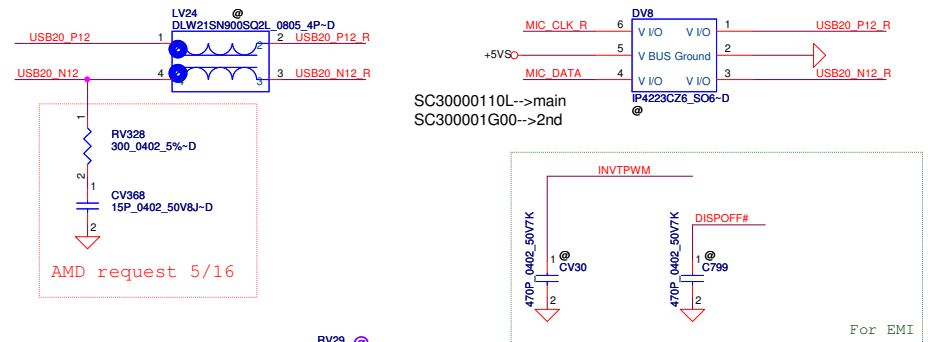 LV24 @
DLW21SN900SQ2L_0805_4P~D
USB20_P12 1 2 2 USB20_P12_R
USB20_N12 4 4 3 3 USB20_N12_R
1
RV328
300_0402_5%~D
2
1
CV368
15P_0402_50V8J~D
2
AMD request 5/16
DV8
MIC_CLK_R 6 V I/O V I/O 1 USB20_P12_R
+5VS 5 V BUS Ground 2
MIC_DATA 4 V I/O V I/O 3 USB20_N12_R
IP4223CZ6_SO6~D
@
SC30000110L-->main
SC300001G00-->2nd
INVTPWM
DISPOFF#
470P_0402_50V7K
1 @
CV30
2
470P_0402_50V7K
1 @
C799
2
For EMI
RV29 @